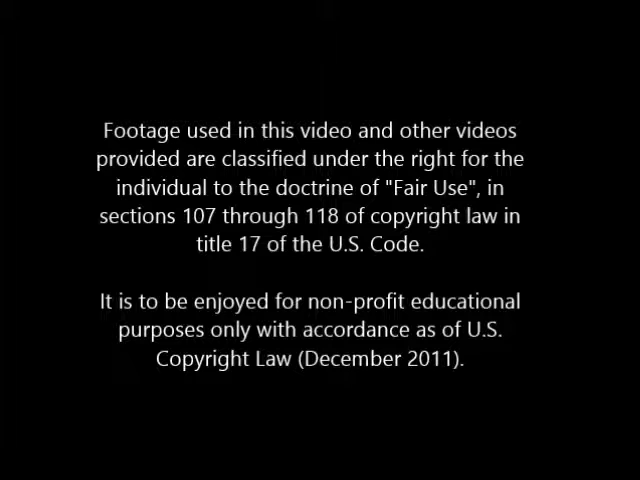 Footage used in this video and other videos
provided are classified under the right for the
individual to the doctrine of "Fair Use", in
sections 107 through 118 of copyright law in
title 17 of the U.S. Code.
It is to be enjoyed for non-profit educational
purposes only with accordance as of U.S.
Copyright Law (December 2011).